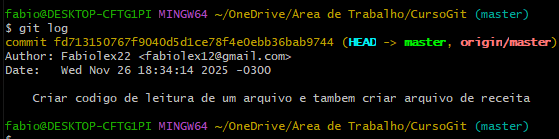 fabio@DESKTOP-CFTG1PI MINGW64 ~/OneDrive/Área de Trabalho/CursoGit (master)
$ git log
commit fd713150767f9040d5d1ce78f4e0ebb36bab9744 (HEAD -> master, origin/master)
Author: Fabiolex22 <fabiolex12@gmail.com>
Date:   Wed Nov 26 18:34:14 2025 -0300
    Criar codigo de leitura de um arquivo e tambem criar arquivo de receita
fabio@DESKTOP-CFTG1PI MINGW64 ~/OneDrive/Área de Trabalho/CursoGit (master)